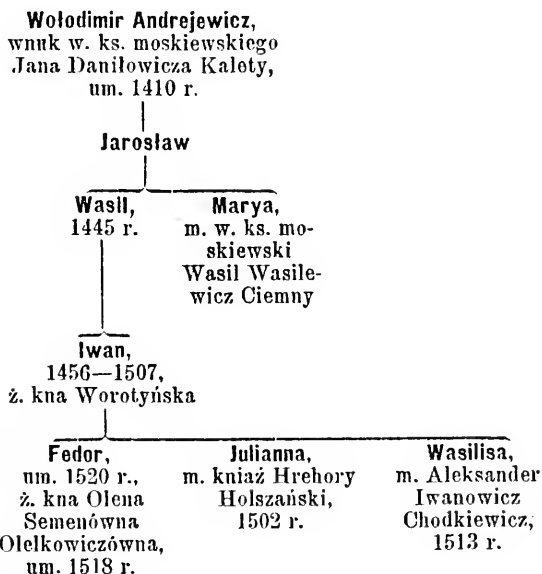 Wołodimir Andrejewicz,
wnuk w. ks. moskiewskiego
Jana Daniłowicza Kalety,
um. 1410 r.
Jarosław
Wasil,
1445 r.
Marya,
m. w. ks. mo-
skiewski
Wasil Wasile-
wicz Ciemny
Iwan,
1456—1507,
ż. kna Worotyńska
Fedor,
um. 1520 r.,
ż. kna Olena
Semenówna
Olelkowiczówna,
um. 1518 r.
Julianna,
m. kniaź Hrehory
Holszański,
1502 r.
Wasilisa,
m. Aleksander
Iwanowicz
Chodkiewicz,
1513 r.